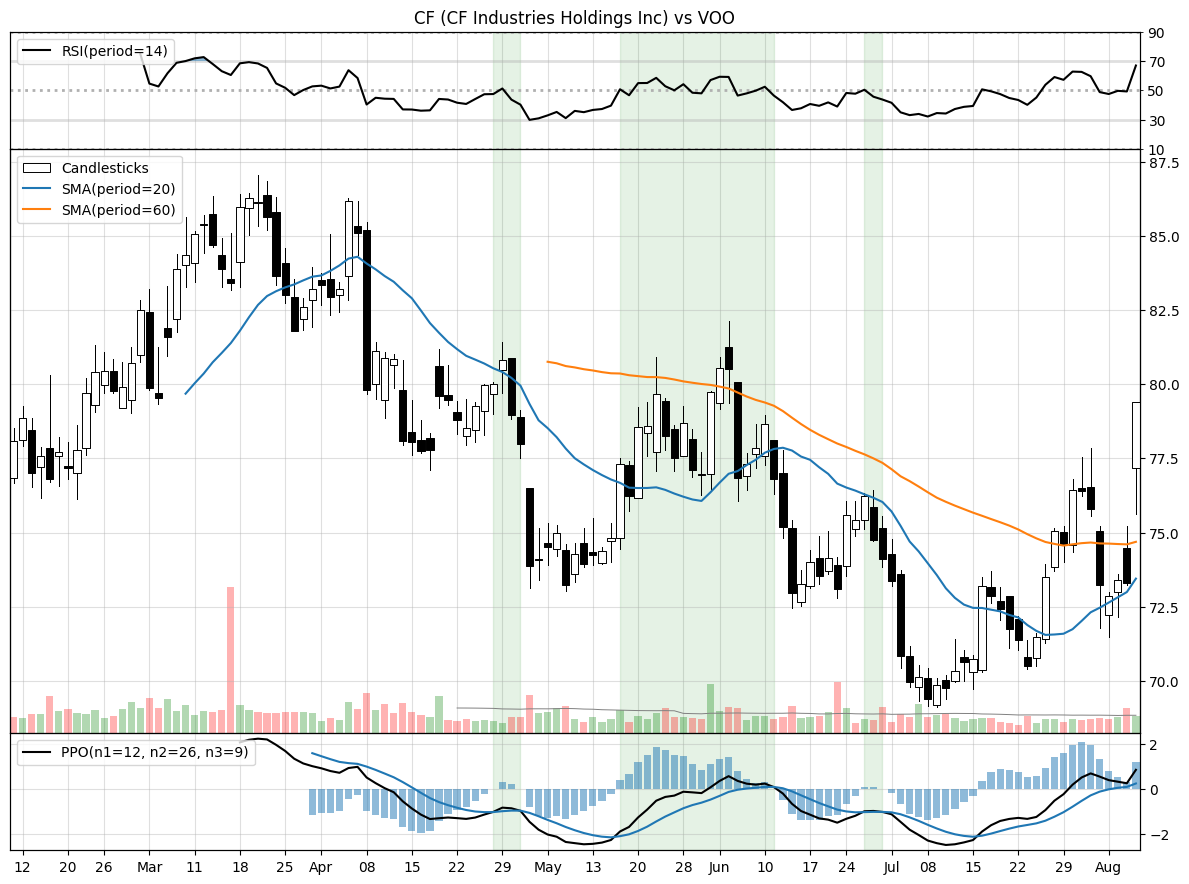 CF (CF Industries Holdings Inc) vs VOO
RSI(period=14)
90
70
50
30
10
Candlesticks
SMA(period=20)
SMA(period=60)
87.5
85.0
82.5
80.0
77.5
75.0
72.5
70.0
PPO(n1=12, n2=26, n3=9)
2
0
−2
12 20 26 Mar 11 18 25 Apr 08 15 22 29 May 13 20 28 Jun 10 17 24 Jul 08 15 22 29 Aug